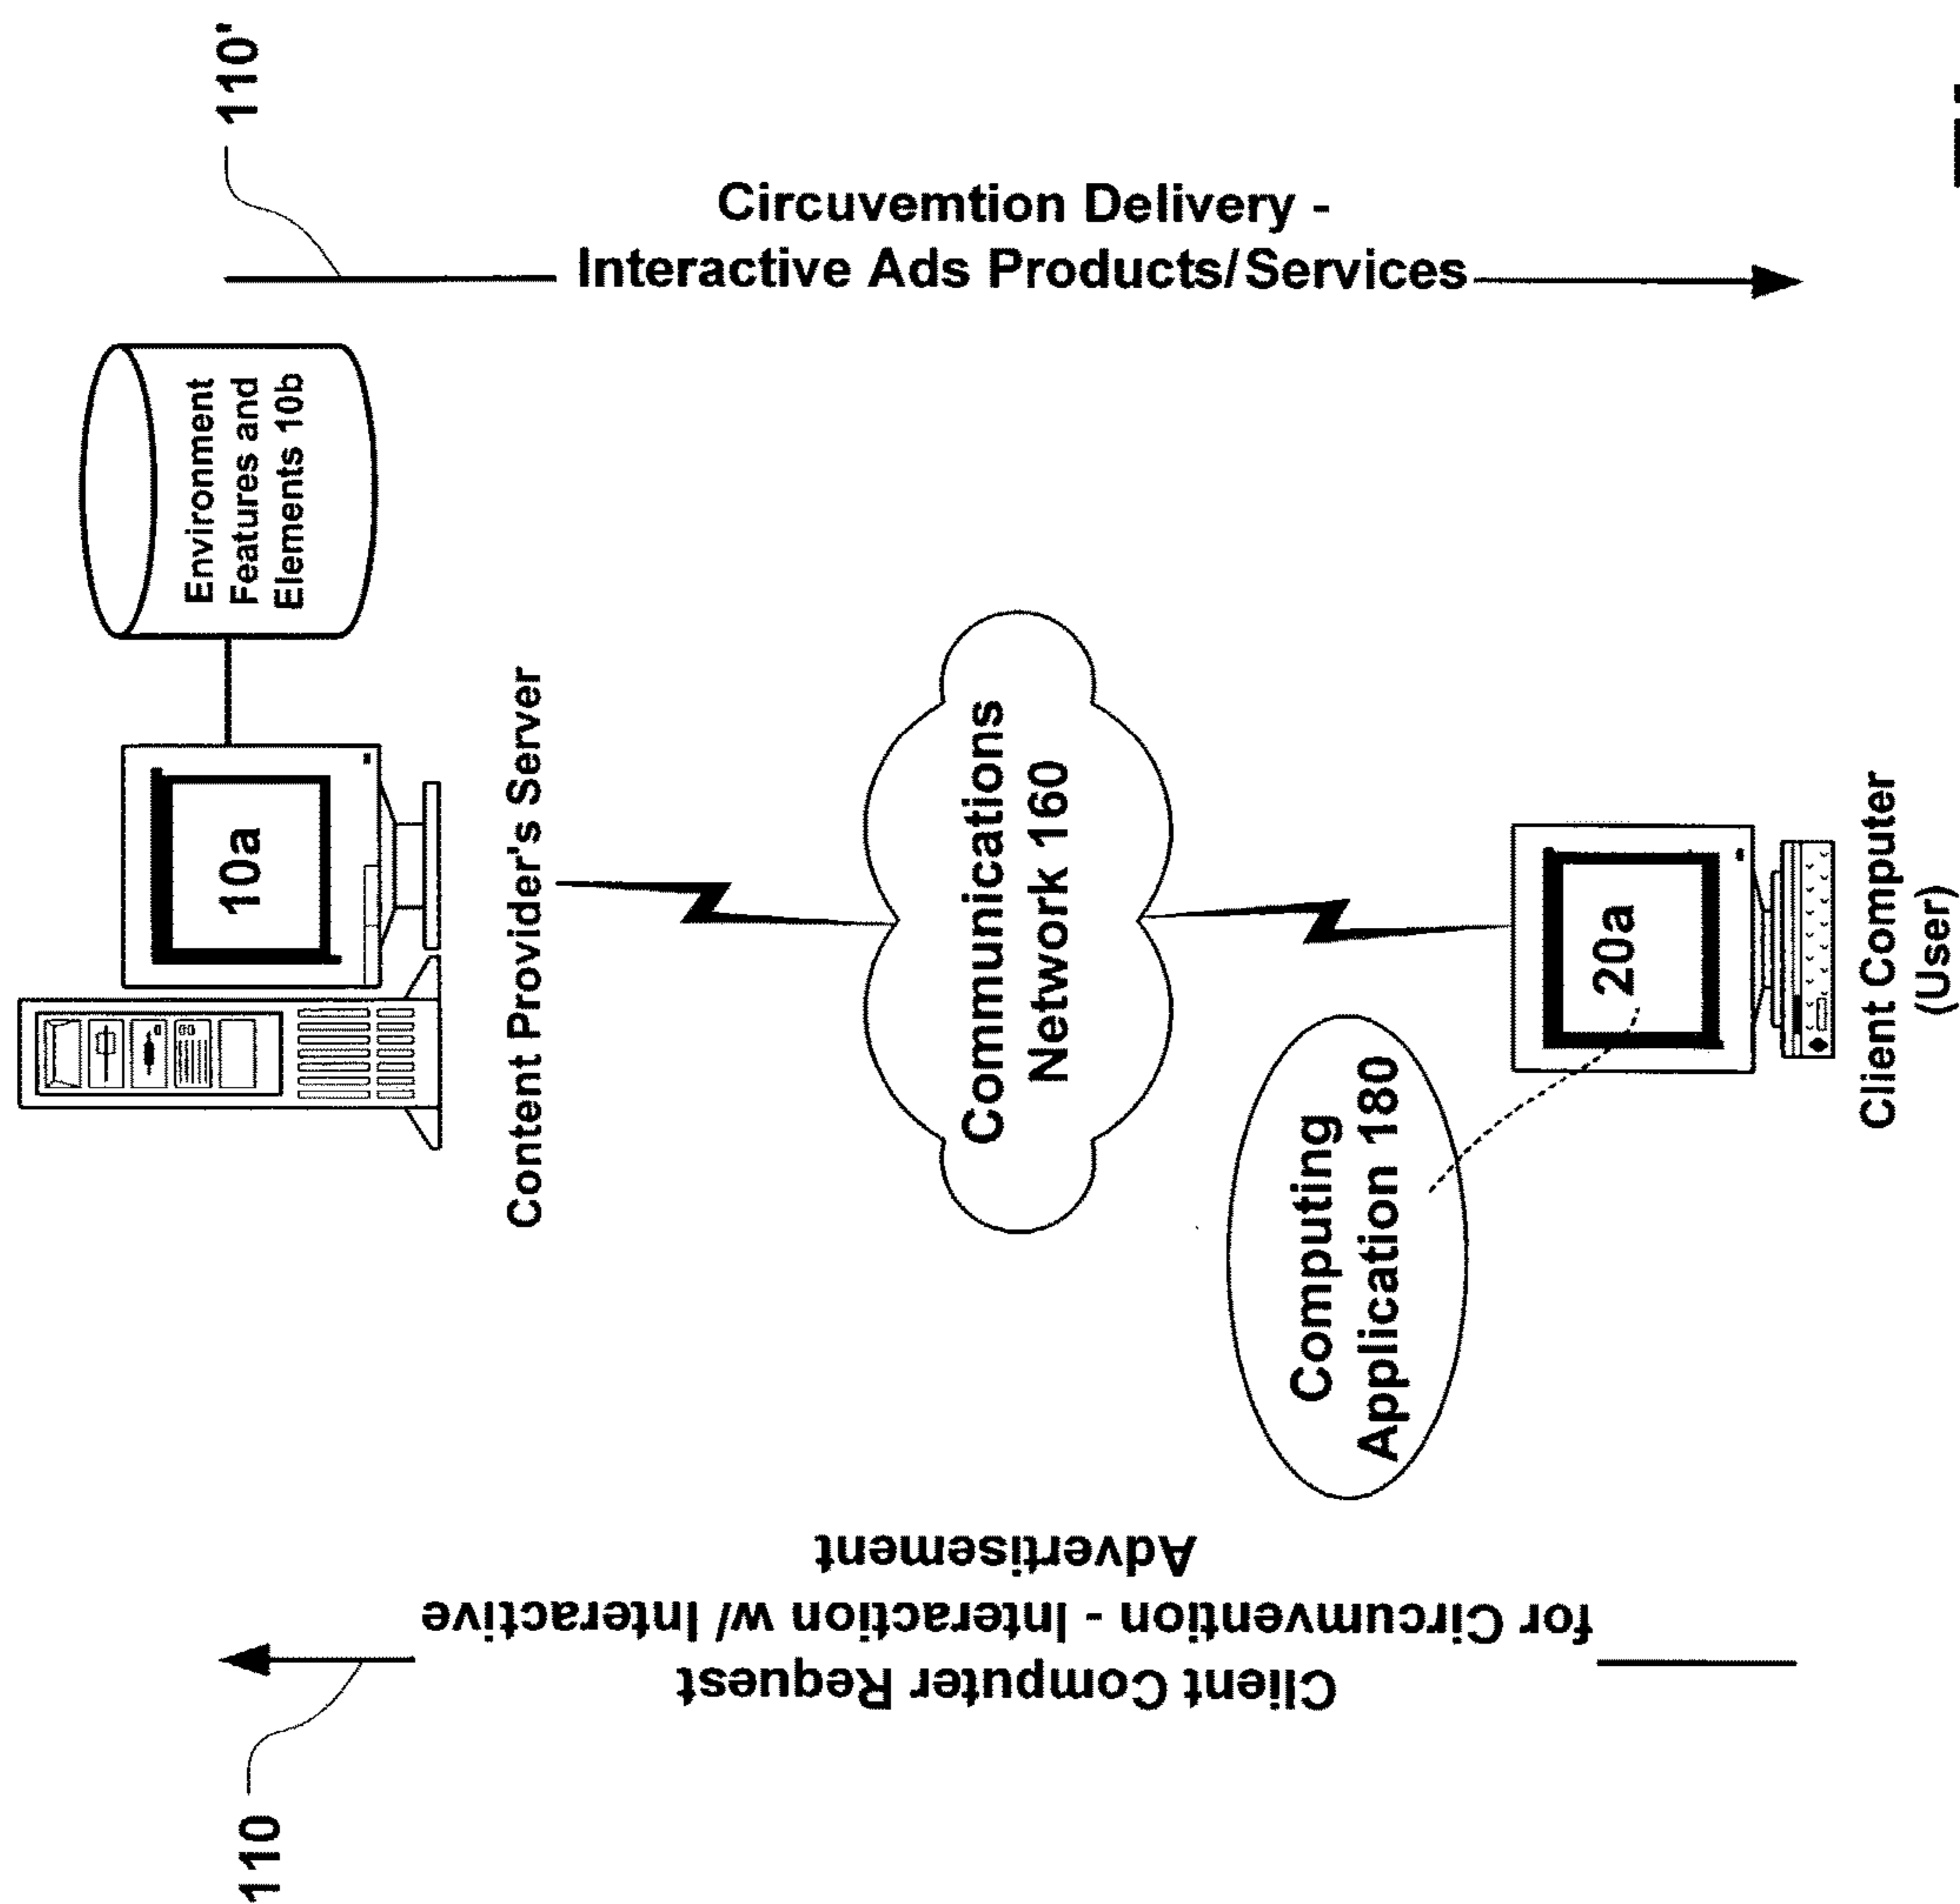 110'
Circuvemtion Delivery -
Interactive Ads Products/Services
Environment
Features and
Elements 10b
10a
Content Provider's Server
Communications
Network 160
Computing
Application 180
20a
Client Computer
(User)
Client Computer Request
for Circumvention - Interaction w/ Interactive
Advertisement
110